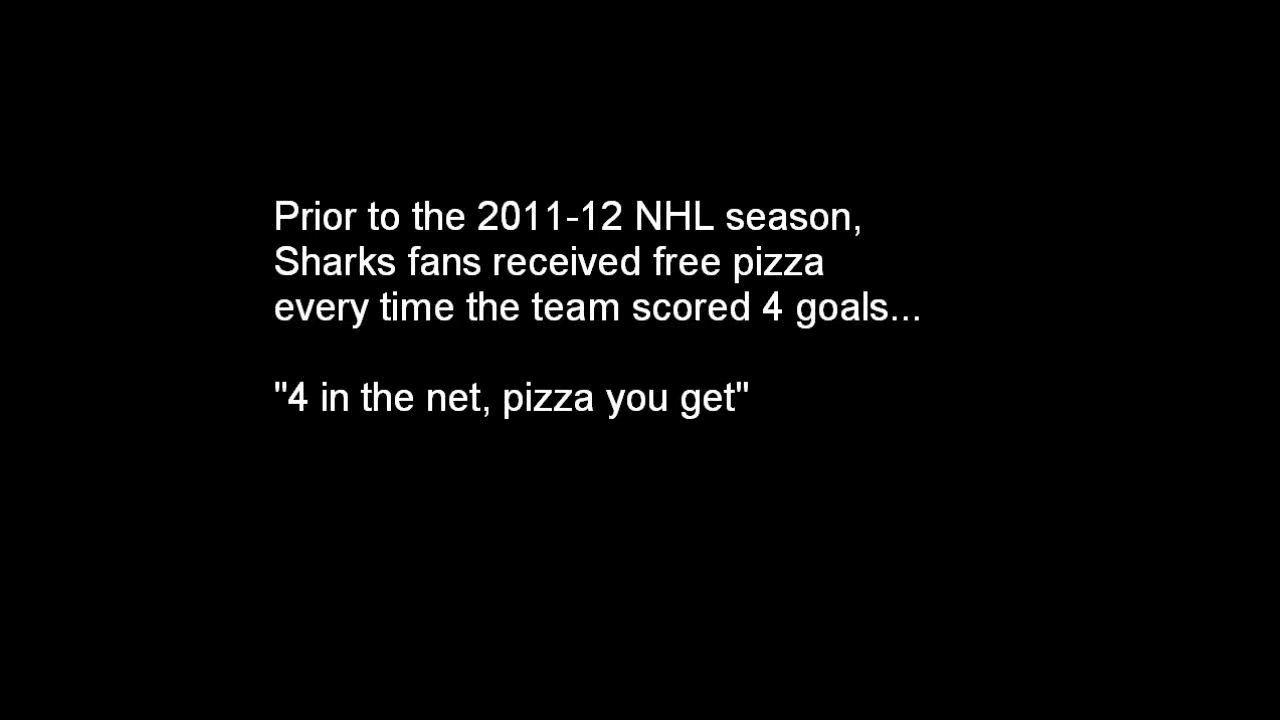 Prior to the 2011-12 NHL season,
Sharks fans received free pizza
every time the team scored 4 goals...
"4 in the net, pizza you get"